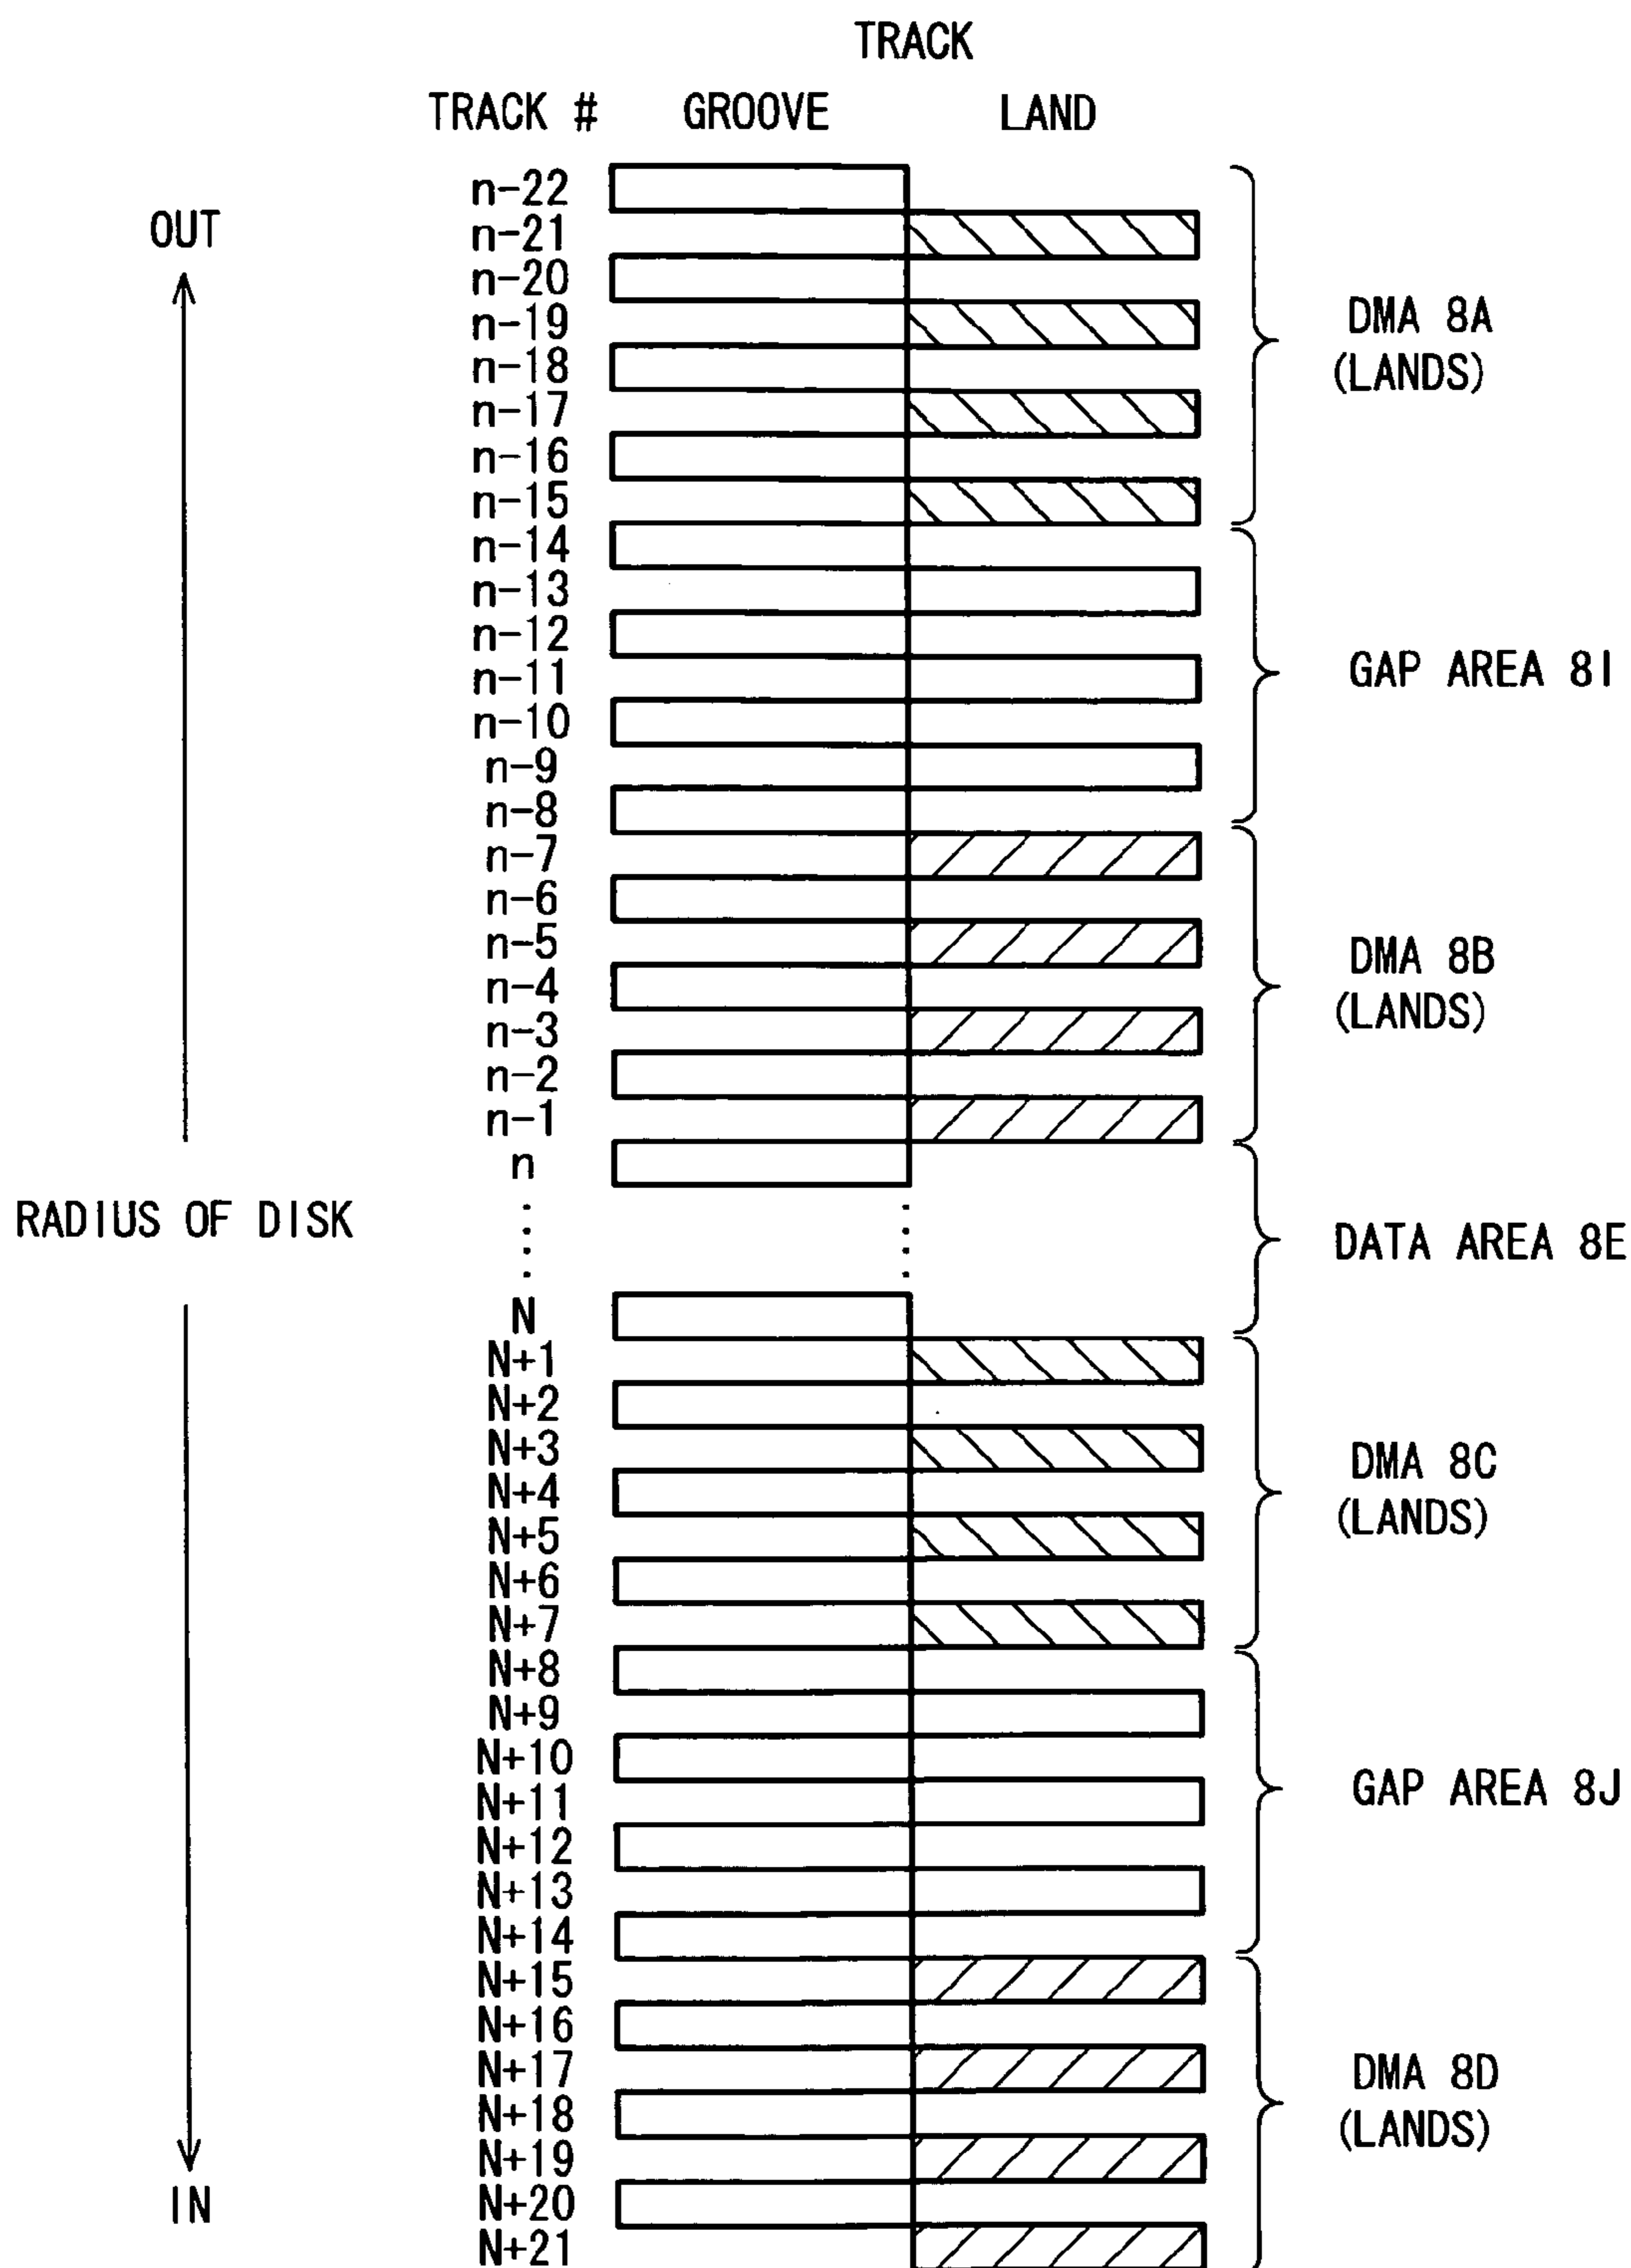 TRACK
TRACK # GROOVE LAND
OUT
n-22
n-21
n-20
n-19
n-18
n-17
n-16
n-15
DMA 8A
(LANDS)
n-14
n-13
n-12
n-11
n-10
n-9
n-8
GAP AREA 8I
n-7
n-6
n-5
n-4
n-3
n-2
n-1
DMA 8B
(LANDS)
n
RADIUS OF DISK
N
DATA AREA 8E
N+1
N+2
N+3
N+4
N+5
N+6
N+7
DMA 8C
(LANDS)
N+8
N+9
N+10
N+11
N+12
N+13
N+14
GAP AREA 8J
N+15
N+16
N+17
N+18
N+19
N+20
N+21
DMA 8D
(LANDS)
IN